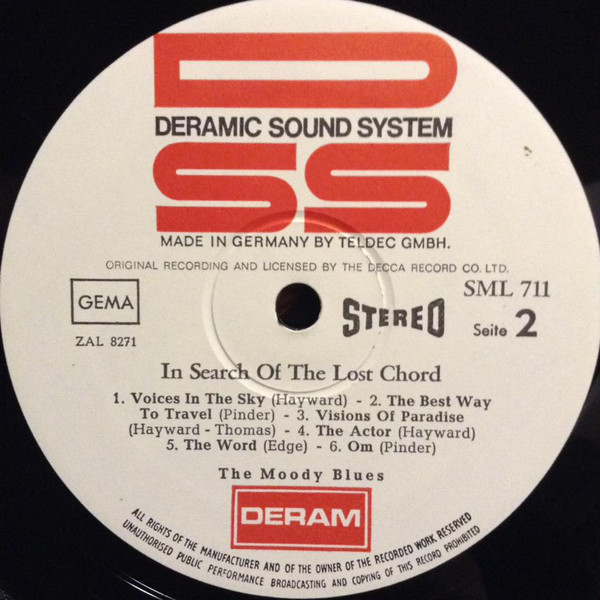 DERAMIC SOUND SYSTEM
DSS
MADE IN GERMANY BY TELDEC GMBH.
ORIGINAL RECORDING AND LICENSED BY THE DECCA RECORD CO. LTD.
GEMA
ZAL 8271
STEREO
SML 711
Seite 2
In Search Of The Lost Chord
1. Voices In The Sky (Hayward) - 2. The Best Way
To Travel (Pinder) - 3. Visions Of Paradise
(Hayward - Thomas) - 4. The Actor (Hayward)
5. The Word (Edge) - 6. Om (Pinder)
The Moody Blues
DERAM
ALL RIGHTS OF THE MANUFACTURER AND OF THE OWNER OF THE RECORDED WORK RESERVED
UNAUTHORISED PUBLIC PERFORMANCE BROADCASTING AND COPYING OF THIS RECORD PROHIBITED